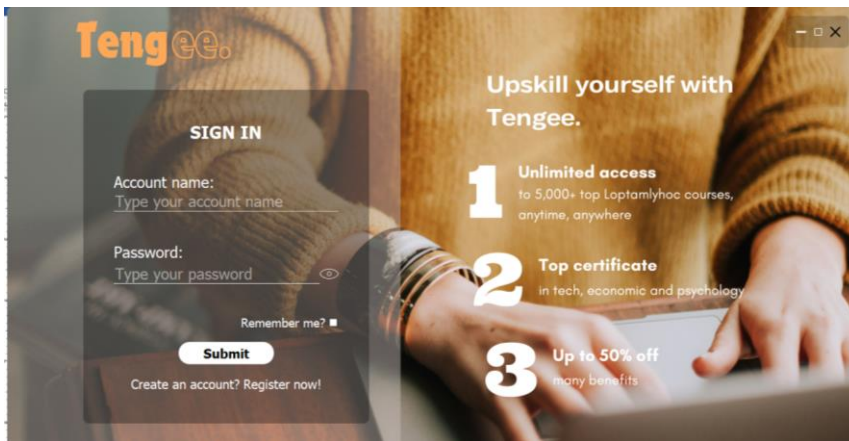 Tengee.
SIGN IN
Account name:
Type your account name
Password:
Type your password
Remember me?
Submit
Create an account? Register now!
Upskill yourself with
Tengee.
1
Unlimited access
to 5,000+ top Loptamlyhoc courses,
anytime, anywhere
2
Top certificate
in tech, economic and psychology
3
Up to 50% off
many benefits